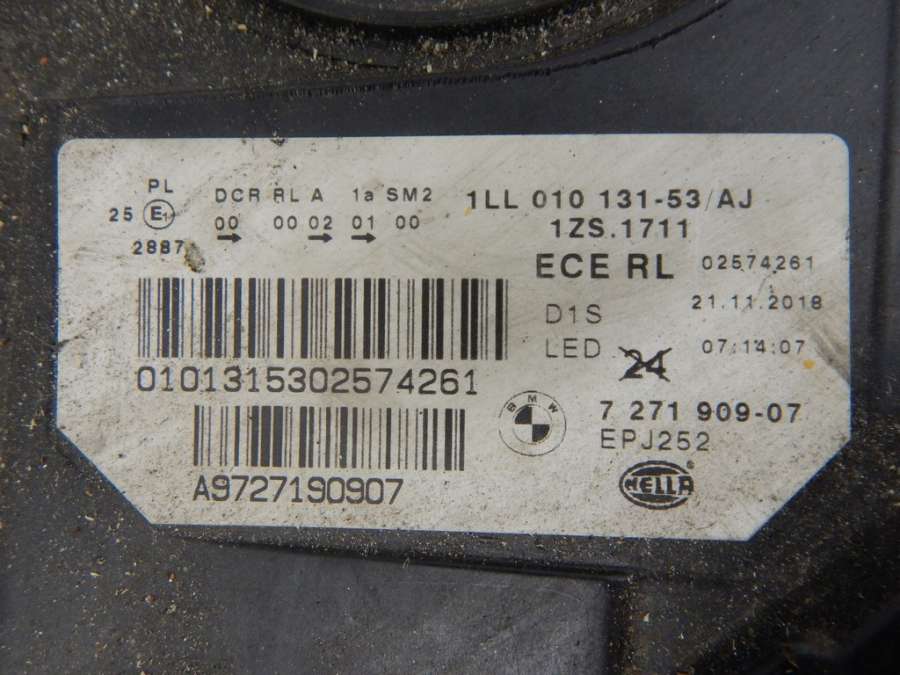 PL
25 E1
2887
DCR RL A 1a SM2
00 00 02 01 00
1LL 010 131-53/AJ
1ZS.1711
ECE RL 02574261
D1S 21.11.2018
LED 24 07:14:07
01013153025 74261
A9727190907
BMW
7 271 909-07
EPJ252
HELLA